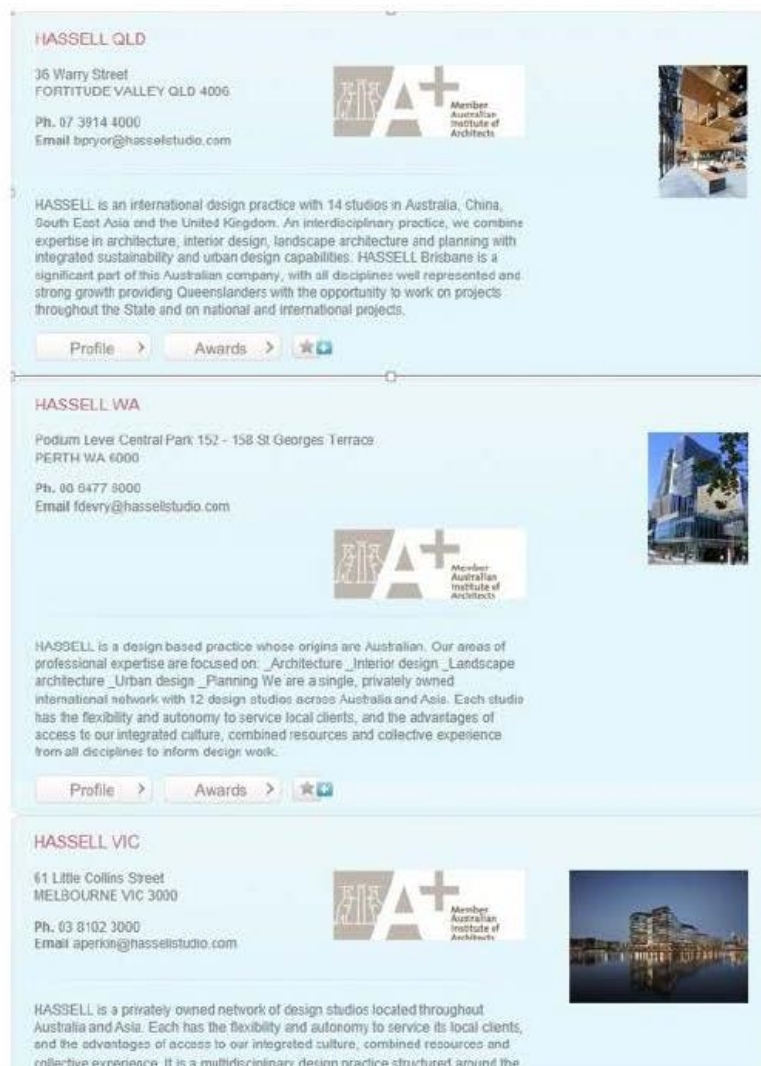 HASSELL QLD
36 Warry Street
FORTITUDE VALLEY QLD 4006
Ph. 07 3914 4000
Email bpryor@hassellstudio.com
A+
Member
Australian
Institute of
Architects
HASSELL is an international design practice with 14 studios in Australia, China,
South East Asia and the United Kingdom. An interdisciplinary practice, we combine
expertise in architecture, interior design, landscape architecture and planning with
integrated sustainability and urban design capabilities. HASSELL Brisbane is a
significant part of this Australian company, with all disciplines well represented and
strong growth providing Queenslanders with the opportunity to work on projects
throughout the State and on national and international projects.
Profile >
Awards >
HASSELL WA
Podium Level Central Park 152 - 158 St Georges Terrace
PERTH WA 6000
Ph. 6477
Email fdevry@hassellstudio.com
A+
Member
Australian
Institute of
Architects
HASSELL is a design based practice whose origins are Australian. Our areas of
professional expertise are focused on: _Architecture _Interior design _Landscape
architecture _Urban design _Planning We are a single, privately owned
international network with 12 design studios across Australia and Asia. Each studio
has the flexibility and autonomy to service local clients, and the advantages of
access to our integrated culture, combined resources and collective experience
from all disciplines to inform design work.
Profile >
Awards >
HASSELL VIC
61 Little Collins Street
MELBOURNE VIC 3000
Ph. 03 8102 3000
Email aperkin@hassellstudio.com
A+
Member
Australian
Institute of
Architects
HASSELL is a privately owned network of design studios located throughout
Australia and Asia. Each has the flexibility and autonomy to service its local clients,
and the advantages of access to our integrated culture, combined resources and
collective experience. It is a multidisciplinary design practice structured around the